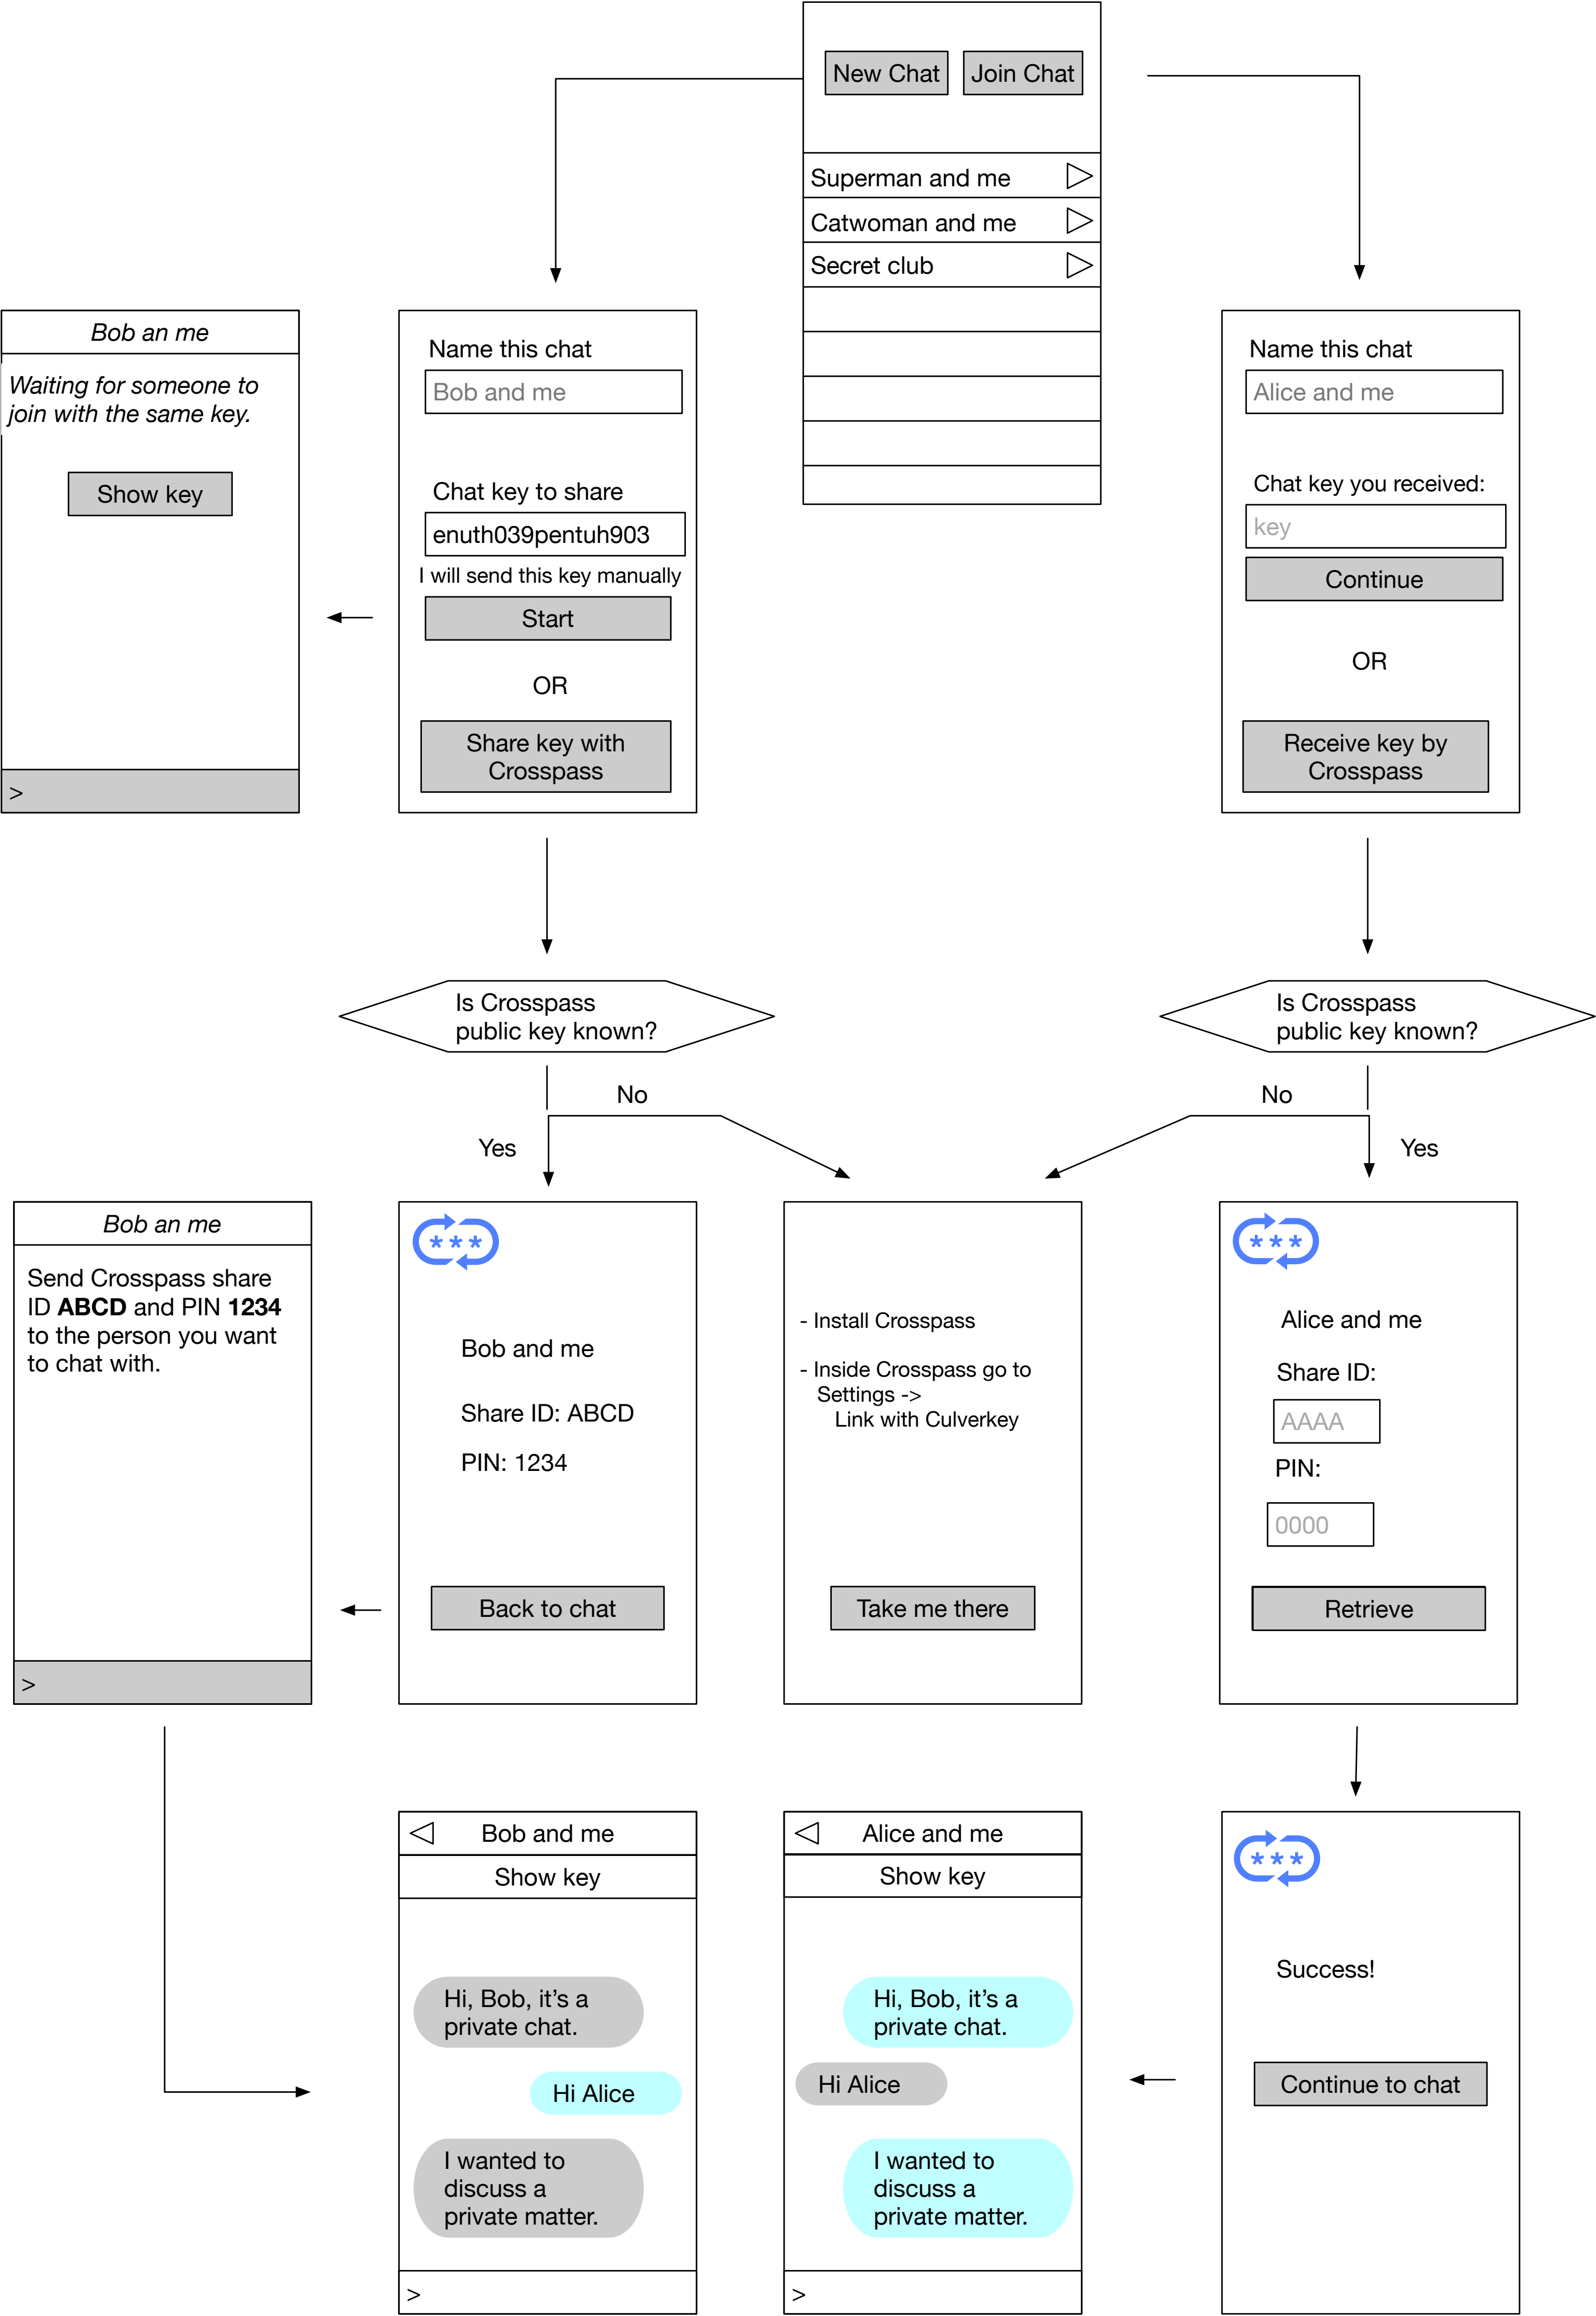 New Chat
Join Chat
Superman and me
Catwoman and me
Secret club
Bob an me
Waiting for someone to
join with the same key.
Show key
>
Name this chat
Bob and me
Chat key to share
enuth039pentuh903
I will send this key manually
Start
OR
Share key with
Crosspass
Name this chat
Alice and me
Chat key you received:
key
Continue
OR
Receive key by
Crosspass
Is Crosspass
public key known?
No
Yes
Is Crosspass
public key known?
No
Yes
Bob an me
Send Crosspass share
ID ABCD and PIN 1234
to the person you want
to chat with.
>
***
Bob and me
Share ID: ABCD
PIN: 1234
Back to chat
- Install Crosspass
- Inside Crosspass go to
Settings ->
Link with Culverkey
Take me there
***
Alice and me
Share ID:
AAAA
PIN:
0000
Retrieve
Bob and me
Show key
Hi, Bob, it’s a
private chat.
Hi Alice
I wanted to
discuss a
private matter.
>
Alice and me
Show key
Hi, Bob, it’s a
private chat.
Hi Alice
I wanted to
discuss a
private matter.
>
***
Success!
Continue to chat